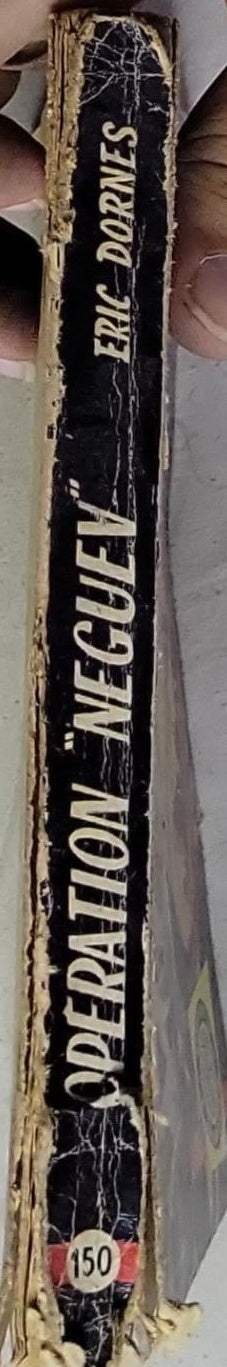 ERIC DORNES
OPERATION "NEGUEV"
150